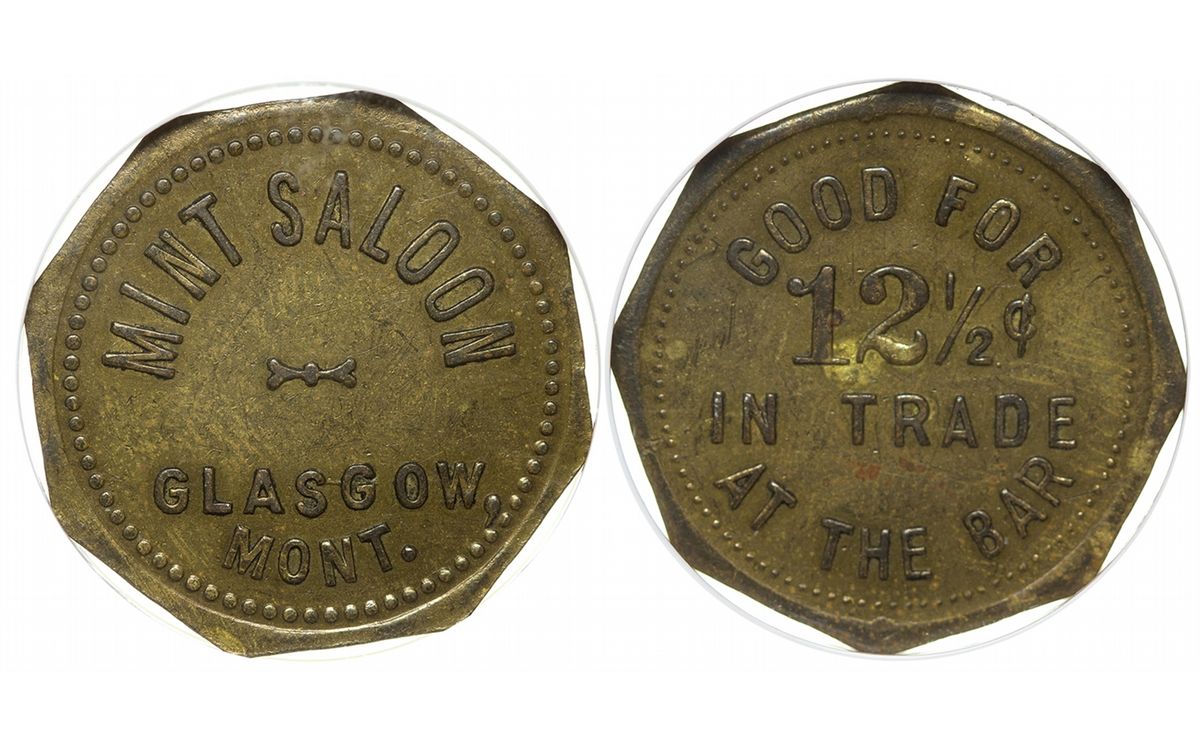 MINT SALOON
GLASGOW,
MONT.
GOOD FOR
12½¢
IN TRADE
AT THE BAR